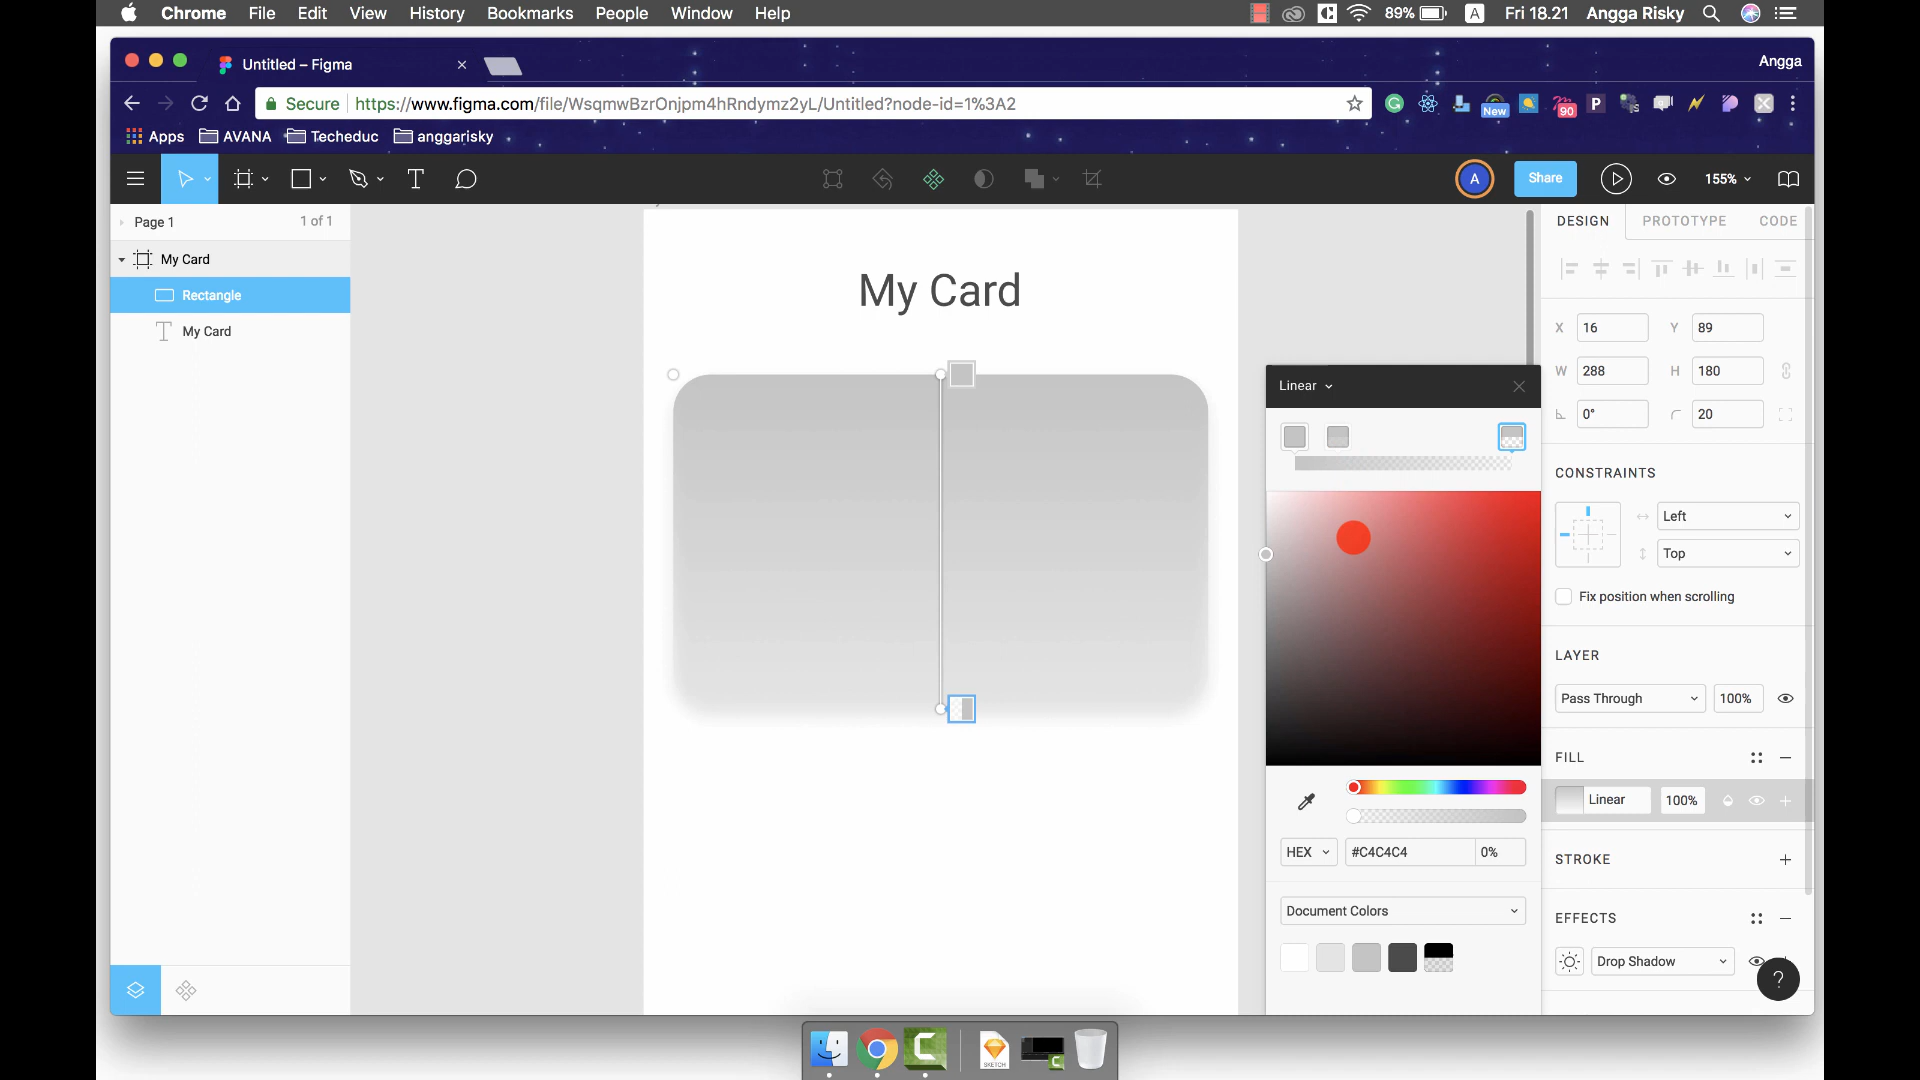 Chrome File Edit View History Bookmarks People Window Help
89% A Fri 18.21 Angga Risky
Untitled – Figma
Angga
Secure https://www.figma.com/file/WsqmwBzrOnjpm4hRndymz2yL/Untitled?node-id=1%3A2
New
90
P
Apps AVANA Techeduc anggarisky
A
Share
155%
Page 1 1 of 1
My Card
Rectangle
My Card
My Card
DESIGN PROTOTYPE CODE
X 16 Y 89
W 288 H 180
0° 20
CONSTRAINTS
Left
Top
Fix position when scrolling
LAYER
Pass Through 100%
FILL
Linear 100%
STROKE
EFFECTS
Drop Shadow
?
Linear
HEX #C4C4C4 0%
Document Colors
SKETCH